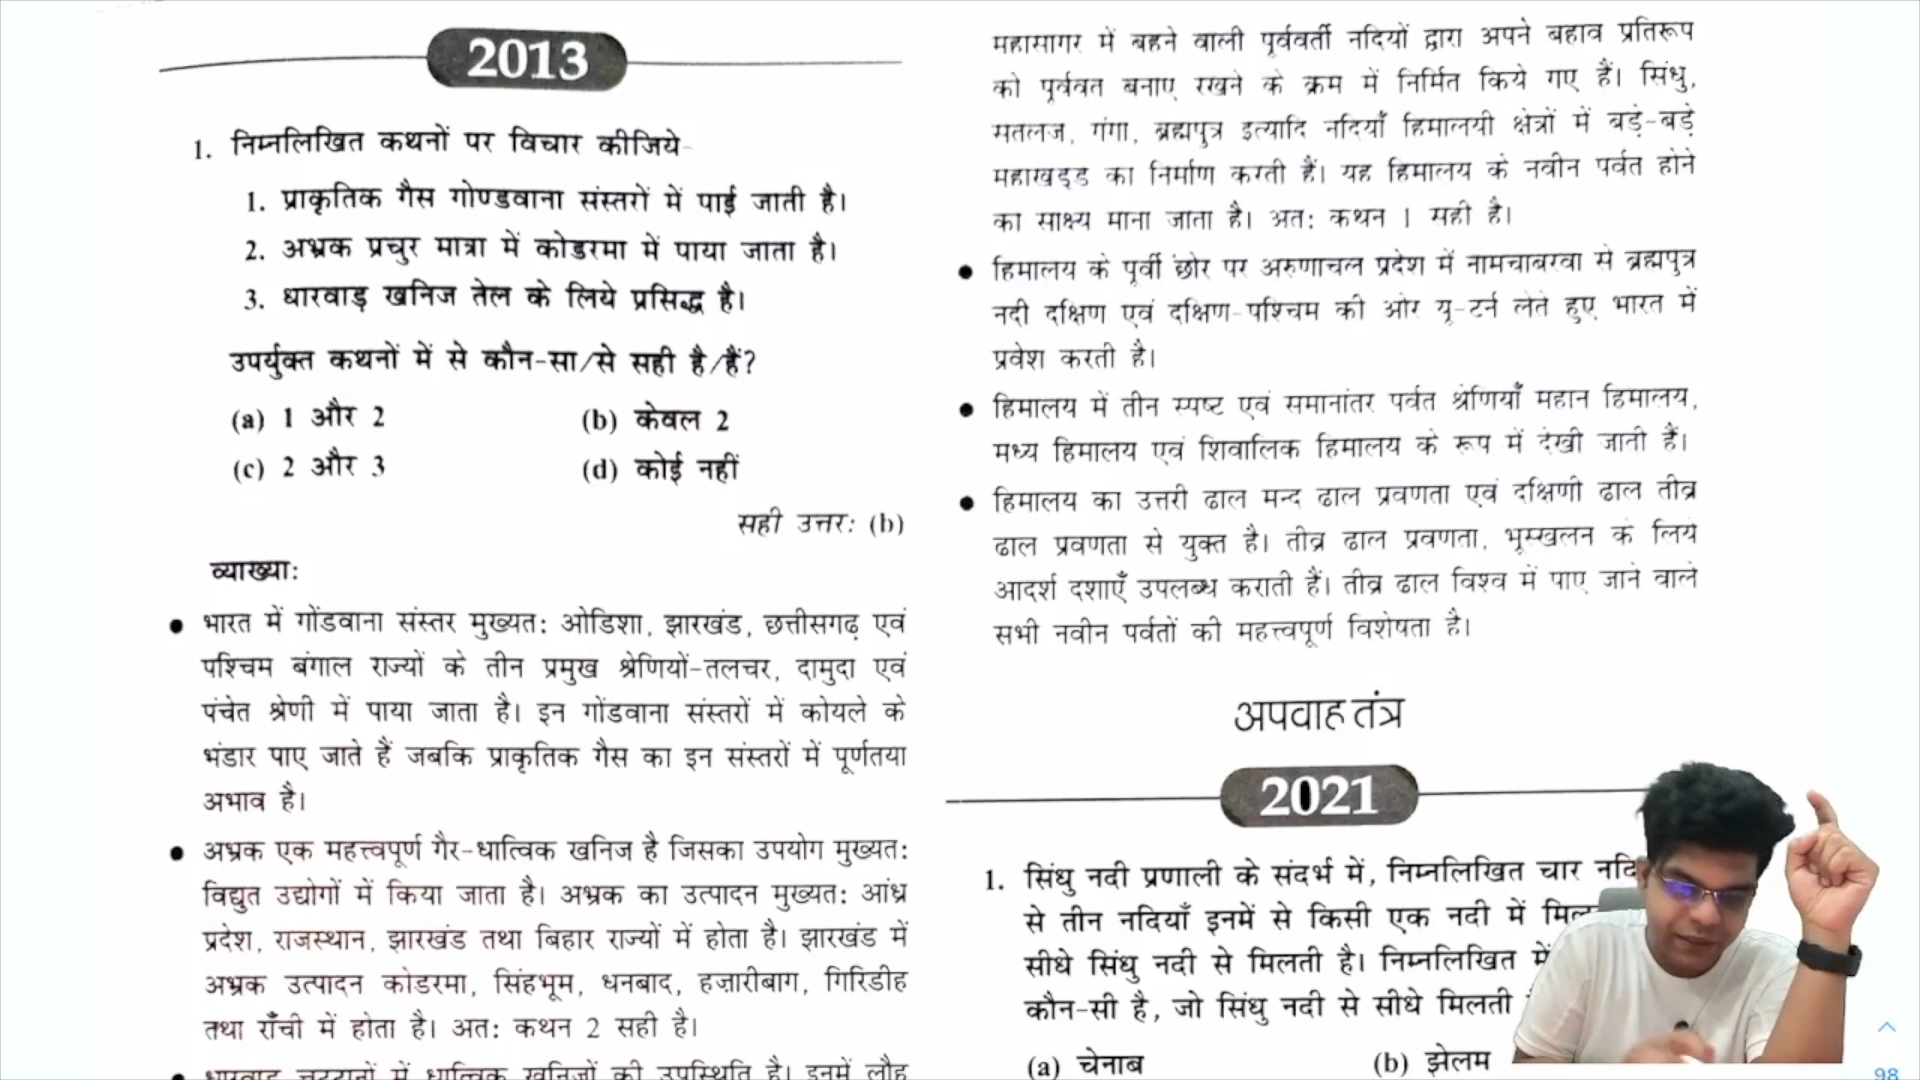 2013
1. निम्नलिखित कथनों पर विचार कीजिये-
1. प्राकृतिक गैस गोण्डवाना संस्तरों में पाई जाती है।
2. अभ्रक प्रचुर मात्रा में कोडरमा में पाया जाता है।
3. धारवाड़ खनिज तेल के लिये प्रसिद्ध है।
उपर्युक्त कथनों में से कौन-सा/से सही है/हैं?
(a) 1 और 2 (b) केवल 2
(c) 2 और 3 (d) कोई नहीं
सही उत्तर: (b)
व्याख्या:
● भारत में गोंडवाना संस्तर मुख्यत: ओडिशा, झारखंड, छत्तीसगढ़ एवं
पश्चिम बंगाल राज्यों के तीन प्रमुख श्रेणियों-तलचर, दामुदा एवं
पंचेत श्रेणी में पाया जाता है। इन गोंडवाना संस्तरों में कोयले के
भंडार पाए जाते हैं जबकि प्राकृतिक गैस का इन संस्तरों में पूर्णतया
अभाव है।
● अभ्रक एक महत्त्वपूर्ण गैर-धात्विक खनिज है जिसका उपयोग मुख्यत:
विद्युत उद्योगों में किया जाता है। अभ्रक का उत्पादन मुख्यत: आंध्र
प्रदेश, राजस्थान, झारखंड तथा बिहार राज्यों में होता है। झारखंड में
अभ्रक उत्पादन कोडरमा, सिंहभूम, धनबाद, हज़ारीबाग, गिरिडीह
तथा राँची में होता है। अत: कथन 2 सही है।
● धारवाड़ चट्टानों में धात्विक खनिजों की उपस्थिति है। इनमें लौह
महासागर में बहने वाली पूर्ववर्ती नदियों द्वारा अपने बहाव प्रतिरूप
को पूर्ववत बनाए रखने के क्रम में निर्मित किये गए हैं। सिंधु,
सतलज, गंगा, ब्रह्मपुत्र इत्यादि नदियाँ हिमालयी क्षेत्रों में बड़े-बड़े
महाखड्ड का निर्माण करती हैं। यह हिमालय के नवीन पर्वत होने
का साक्ष्य माना जाता है। अत: कथन 1 सही है।
● हिमालय के पूर्वी छोर पर अरुणाचल प्रदेश में नामचाबरवा से ब्रह्मपुत्र
नदी दक्षिण एवं दक्षिण-पश्चिम की ओर यू-टर्न लेते हुए भारत में
प्रवेश करती है।
● हिमालय में तीन स्पष्ट एवं समानांतर पर्वत श्रेणियाँ महान हिमालय,
मध्य हिमालय एवं शिवालिक हिमालय के रूप में देखी जाती हैं।
● हिमालय का उत्तरी ढाल मन्द ढाल प्रवणता एवं दक्षिणी ढाल तीव्र
ढाल प्रवणता से युक्त है। तीव्र ढाल प्रवणता, भूस्खलन के लिये
आदर्श दशाएँ उपलब्ध कराती हैं। तीव्र ढाल विश्व में पाए जाने वाले
सभी नवीन पर्वतों की महत्त्वपूर्ण विशेषता है।
अपवाह तंत्र
2021
1. सिंधु नदी प्रणाली के संदर्भ में, निम्नलिखित चार
से तीन नदियाँ इनमें से किसी एक नदी में
सीधे सिंधु नदी से मिलती है। निम्नलिखित में
कौन-सी है, जो सिंधु नदी से सीधे मिलती
(a) चेनाब (b) झेलम
98